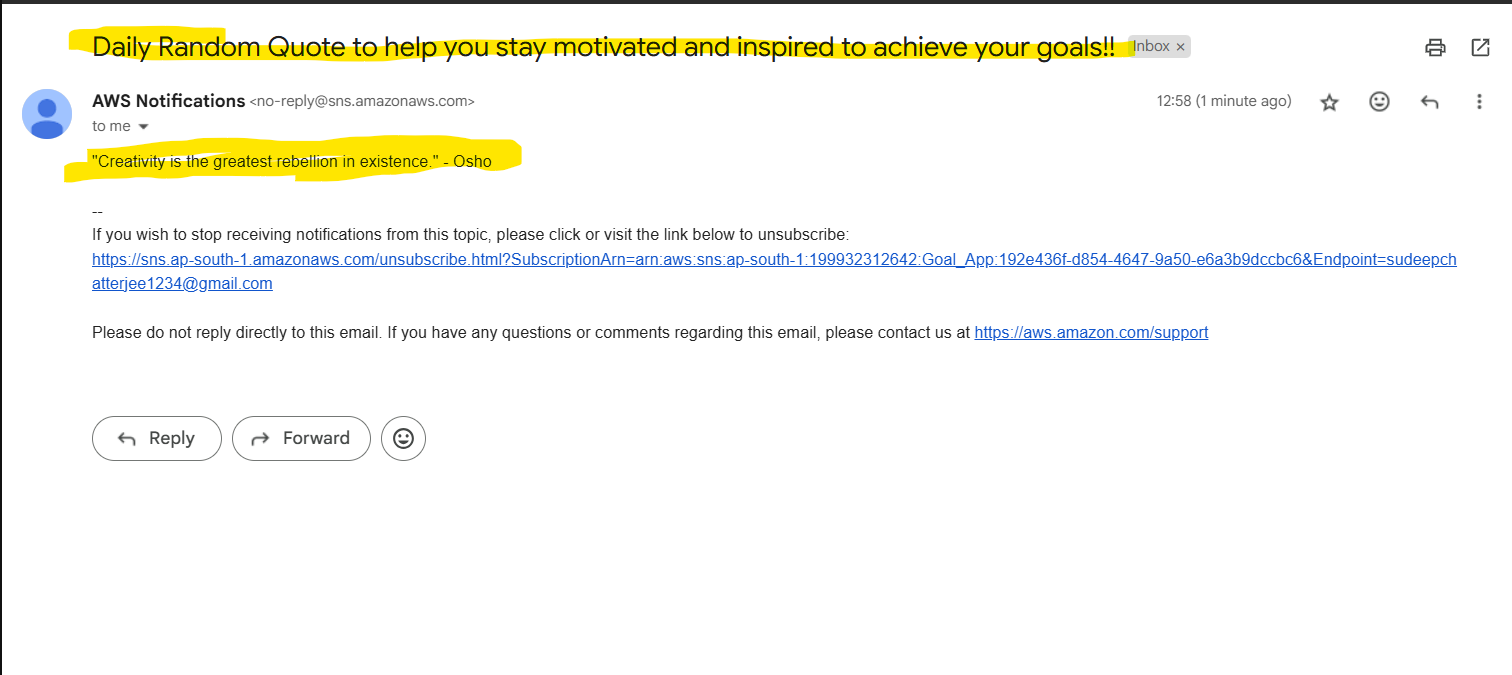 Daily Random Quote to help you stay motivated and inspired to achieve your goals!! Inbox ×
AWS Notifications <no-reply@sns.amazonaws.com> 12:58 (1 minute ago)
to me
"Creativity is the greatest rebellion in existence." - Osho
--
If you wish to stop receiving notifications from this topic, please click or visit the link below to unsubscribe:
https://sns.ap-south-1.amazonaws.com/unsubscribe.html?SubscriptionArn=arn:aws:sns:ap-south-1:199932312642:Goal_App:192e436f-d854-4647-9a50-e6a3b9dccbc6&Endpoint=sudeepch
atterjee1234@gmail.com
Please do not reply directly to this email. If you have any questions or comments regarding this email, please contact us at https://aws.amazon.com/support
Reply Forward